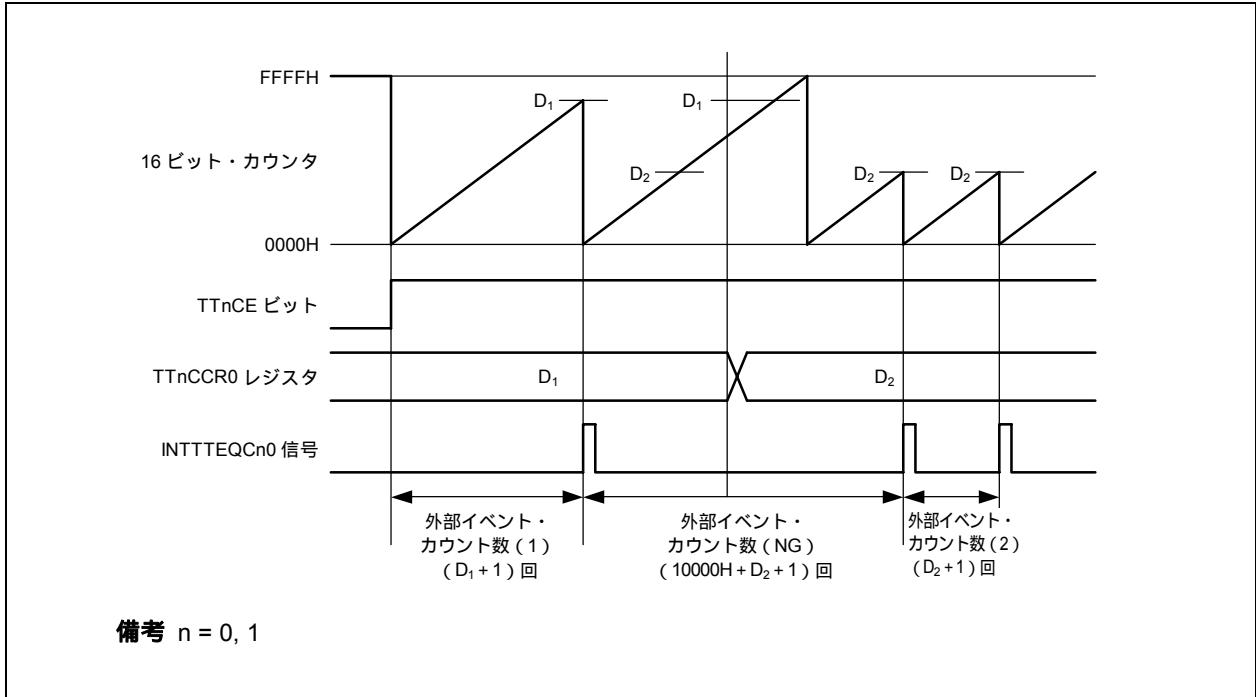 FFFFH
D₁
D₁
16 ビット・カウンタ
D₂
D₂
D₂
0000H
TTnCE ビット
TTnCCR0 レジスタ
D₁
D₂
INTTTEQCn0 信号
外部イベント・
カウント数（1）
（D₁ + 1）回
外部イベント・
カウント数（NG）
（10000H + D₂ + 1）回
外部イベント・
カウント数（2）
（D₂ + 1）回
備考 n = 0, 1